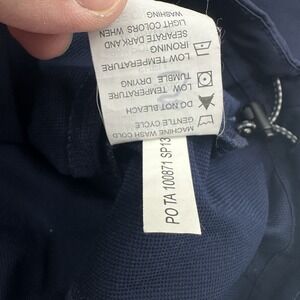 MACHINE WASH COLD
GENTLE CYCLE
DO NOT BLEACH
LOW TEMPERATURE
TUMBLE DRYING
LOW TEMPERATURE
IRONING
SEPARATE DARK AND
LIGHT COLORS WHEN
WASHING
PO TA 100871 SP13